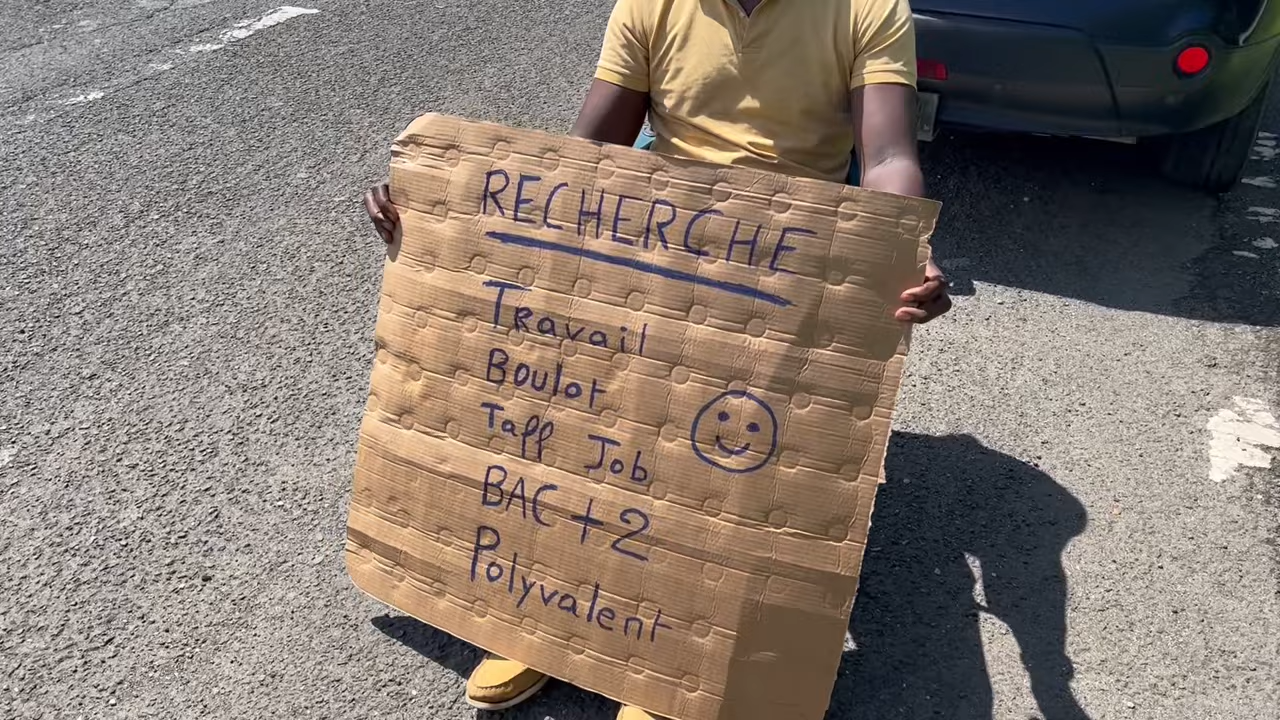 RECHERCHE
Travail
Boulot
Taff Job
BAC +2
Polyvalent